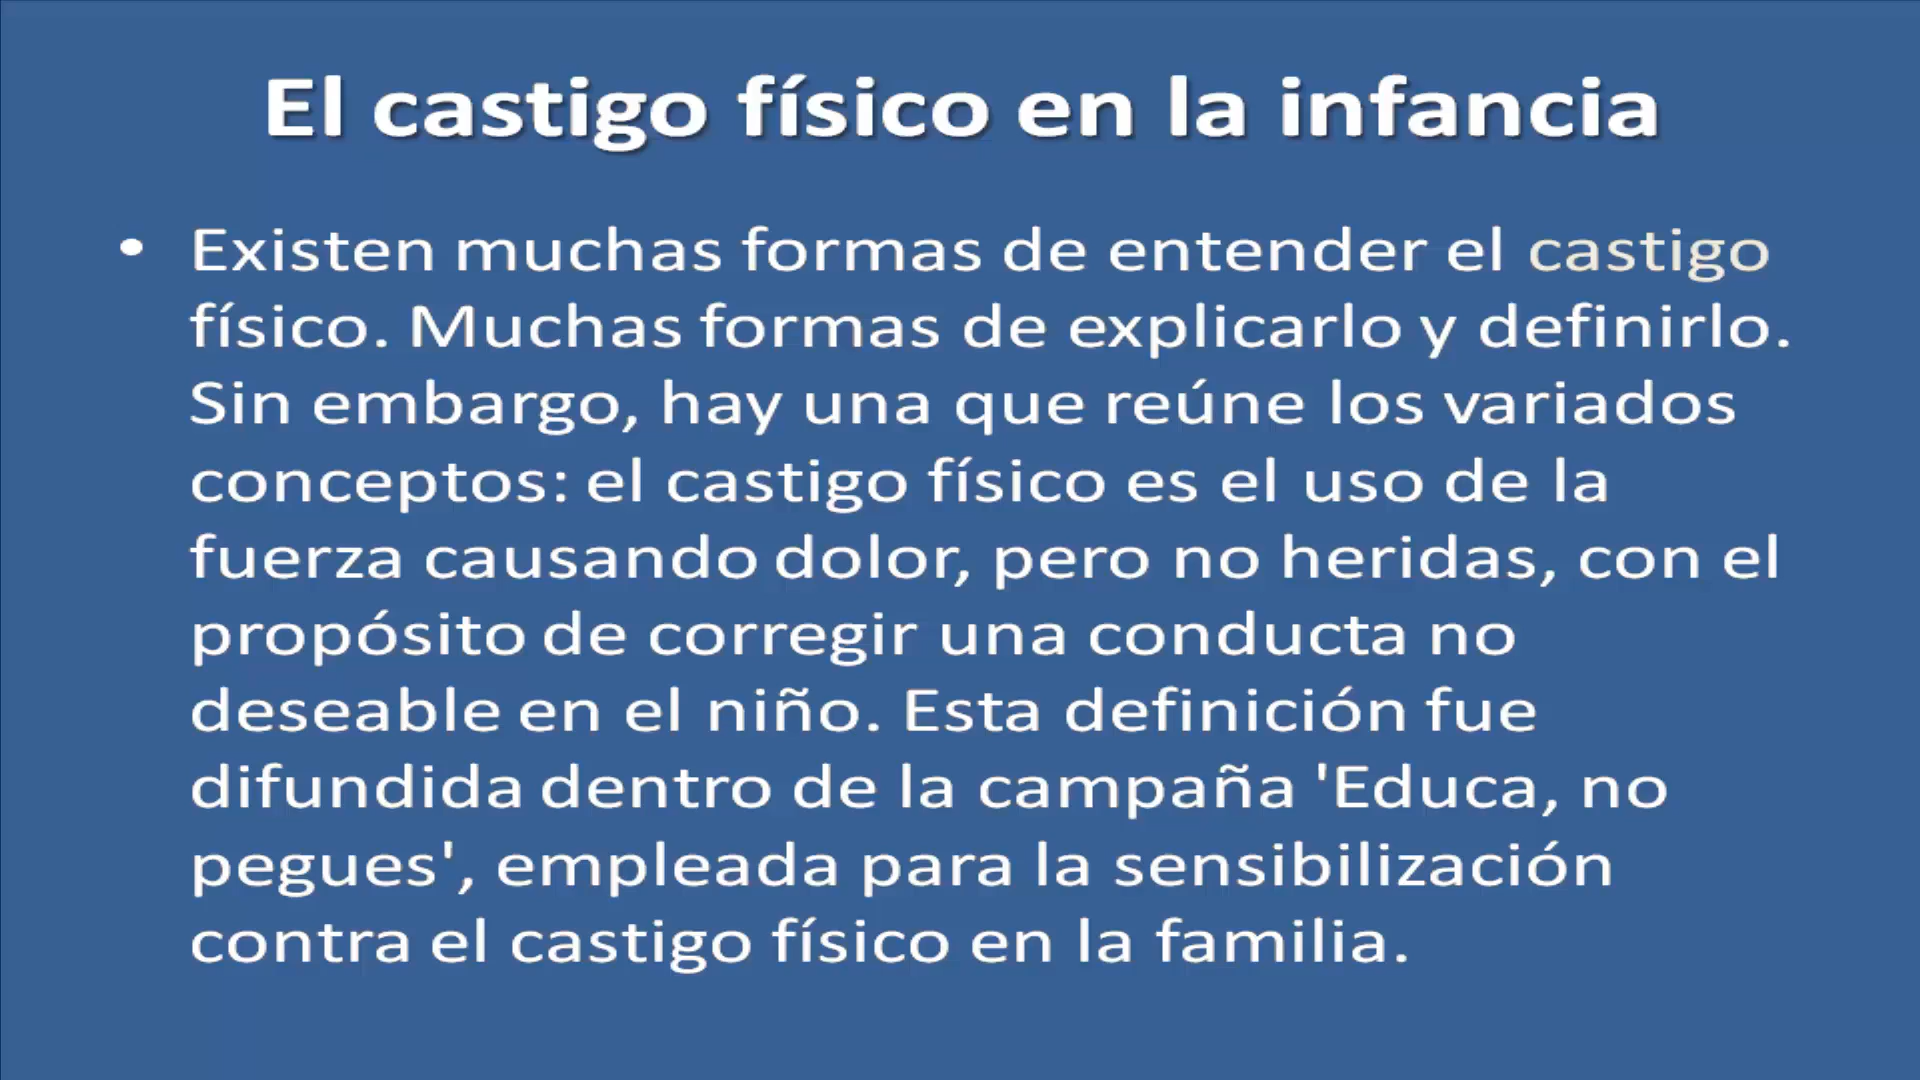 El castigo físico en la infancia
• Existen muchas formas de entender el castigo
físico. Muchas formas de explicarlo y definirlo.
Sin embargo, hay una que reúne los variados
conceptos: el castigo físico es el uso de la
fuerza causando dolor, pero no heridas, con el
propósito de corregir una conducta no
deseable en el niño. Esta definición fue
difundida dentro de la campaña 'Educa, no
pegues', empleada para la sensibilización
contra el castigo físico en la familia.